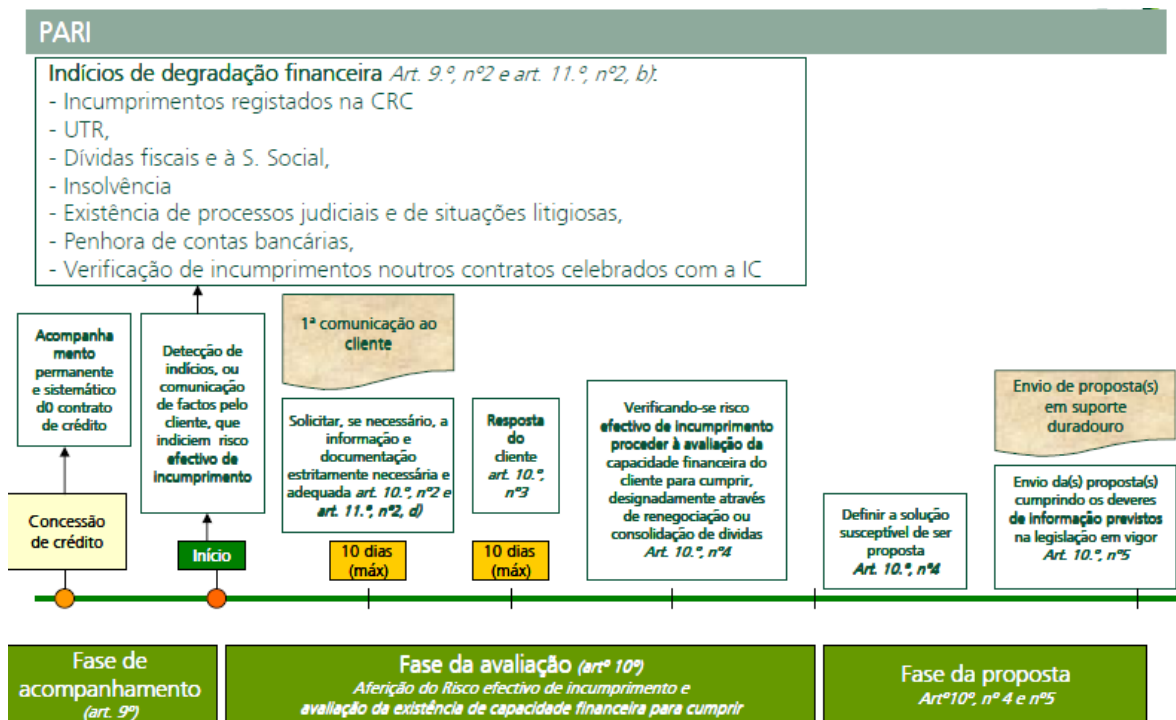 PARI
Indícios de degradação financeira Art. 9.º, nº2 e art. 11.º, nº2, b):
- Incumprimentos registados na CRC
- UTR,
- Dívidas fiscais e à S. Social,
- Insolvência
- Existência de processos judiciais e de situações litigiosas,
- Penhora de contas bancárias,
- Verificação de incumprimentos noutros contratos celebrados com a IC
Acompanha
mento
permanente
e sistemático
d0 contrato
de crédito
Concessão
de crédito
Detecção de
indícios, ou
comunicação
de factos pelo
cliente, que
indiciem risco
efectivo de
incumprimento
Início
1ª comunicação ao
cliente
Solicitar, se necessário, a
informação e
documentação
estritamente necessária e
adequada art. 10.º, nº2 e
art. 11.º, nº2, d)
10 dias
(máx)
Resposta
do
cliente
art. 10.º,
nº3
10 dias
(máx)
Verificando-se risco
efectivo de incumprimento
proceder à avaliação da
capacidade financeira do
cliente para cumprir,
designadamente através
de renegociação ou
consolidação de dividas
Art. 10.º, nº4
Definir a solução
susceptível de ser
proposta
Art. 10.º, nº4
Envio de proposta(s)
em suporte
duradouro
Envio da(s) proposta(s)
cumprindo os deveres
de informação previstos
na legislação em vigor
Art. 10.º, nº5
Fase de
acompanhamento
(art. 9º)
Fase da avaliação (artº 10º)
Aferição do Risco efectivo de incumprimento e
avaliação da existência de capacidade financeira para cumprir
Fase da proposta
Artº10º, nº 4 e nº5